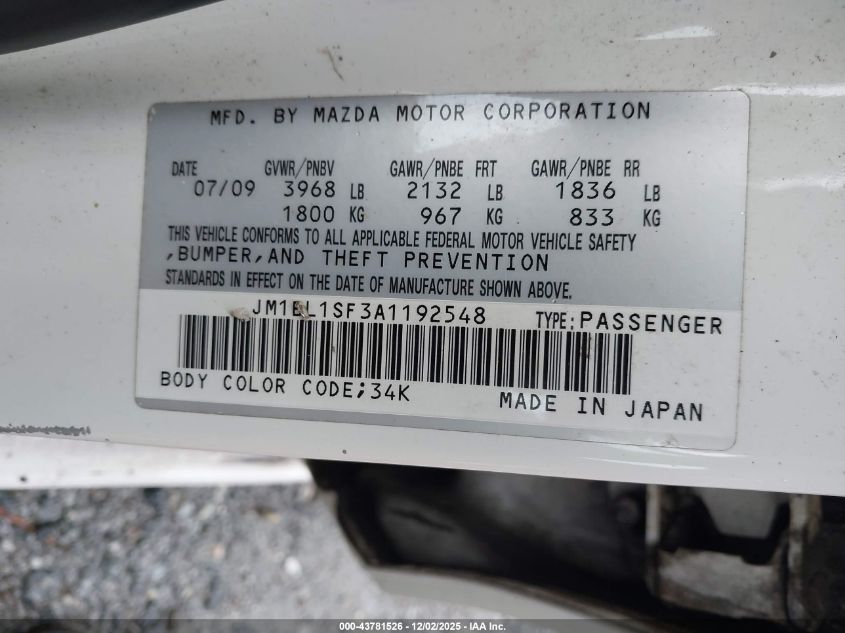 MFD. BY MAZDA MOTOR CORPORATION
DATE GVWR/PNBV GAWR/PNBE FRT GAWR/PNBE RR
07/09 3968 LB 2132 LB 1836 LB
1800 KG 967 KG 833 KG
THIS VEHICLE CONFORMS TO ALL APPLICABLE FEDERAL MOTOR VEHICLE SAFETY
,BUMPER,AND THEFT PREVENTION
STANDARDS IN EFFECT ON THE DATE OF MANUFACTURE SHOWN ABOVE.
JM1BL1SF3A1192548 TYPE:PASSENGER
BODY COLOR CODE;34K
MADE IN JAPAN
000-43781526 - 12/02/2025 - IAA Inc.